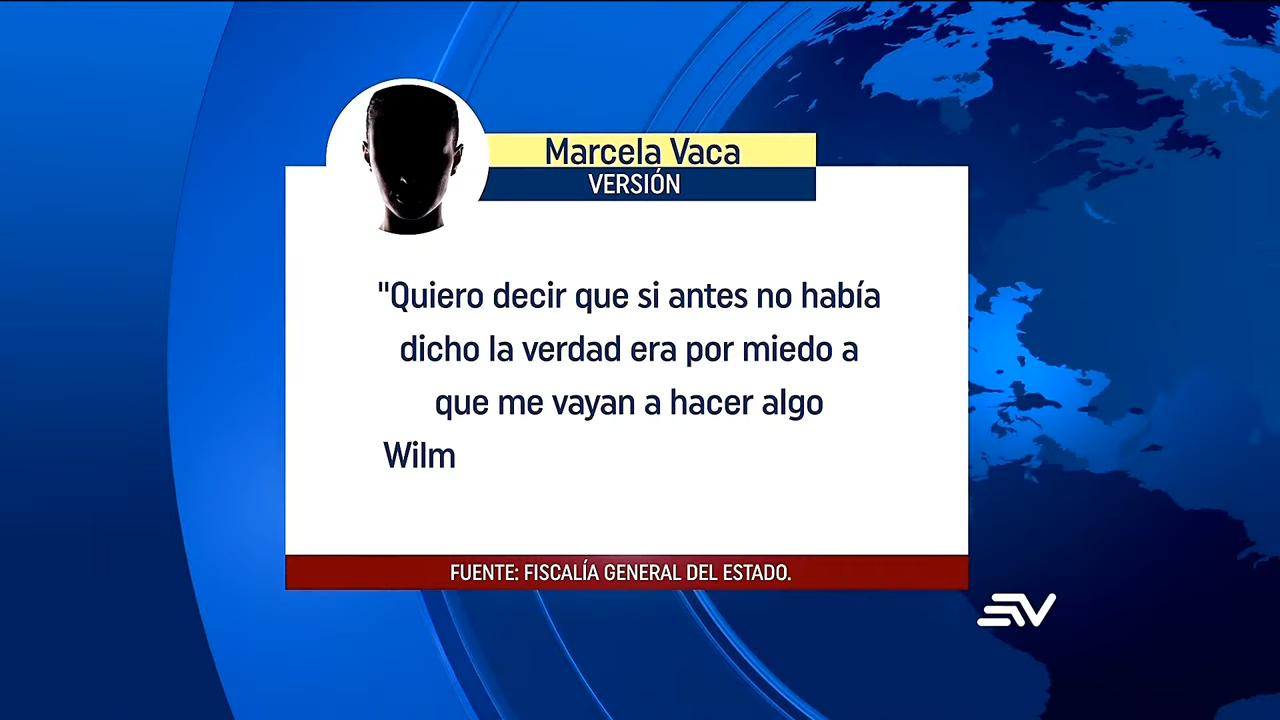 Marcela Vaca
VERSIÓN
"Quiero decir que si antes no había
dicho la verdad era por miedo a
que me vayan a hacer algo
Wilm
FUENTE: FISCALÍA GENERAL DEL ESTADO.